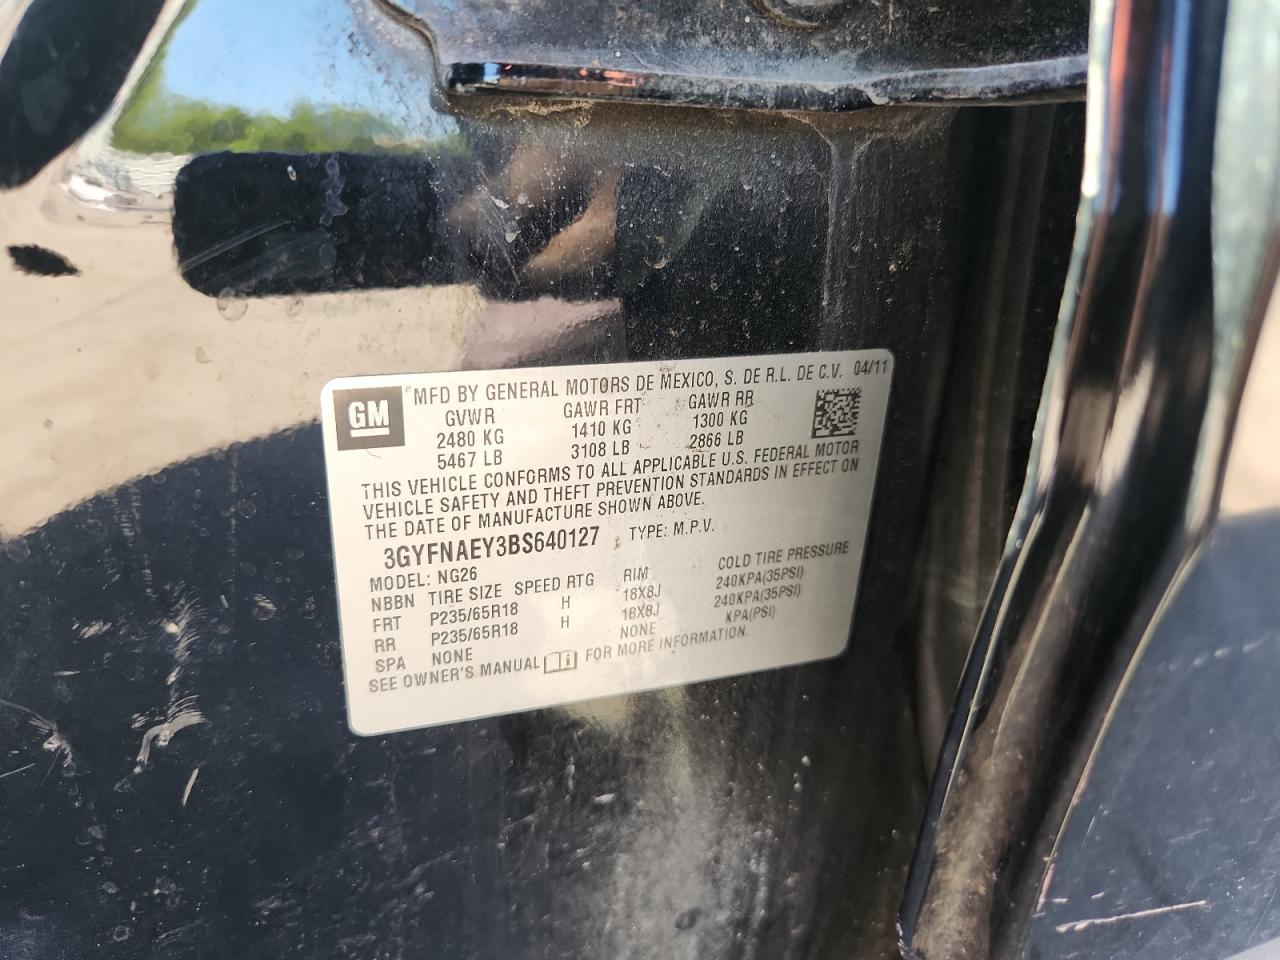 GM
MFD BY GENERAL MOTORS DE MEXICO, S. DE R.L. DE C.V. 04/11
GVWR GAWR FRT GAWR RR
2480 KG 1410 KG 1300 KG
5467 LB 3108 LB 2866 LB
THIS VEHICLE CONFORMS TO ALL APPLICABLE U.S. FEDERAL MOTOR
VEHICLE SAFETY AND THEFT PREVENTION STANDARDS IN EFFECT ON
THE DATE OF MANUFACTURE SHOWN ABOVE.
3GYFNAEY3BS640127 TYPE: M.P.V.
MODEL: NG26
NBBN TIRE SIZE SPEED RTG RIM COLD TIRE PRESSURE
FRT P235/65R18 H 18X8J 240KPA(35PSI)
RR P235/65R18 H 18X8J 240KPA(35PSI)
SPA NONE NONE KPA(PSI)
SEE OWNER'S MANUAL FOR MORE INFORMATION.